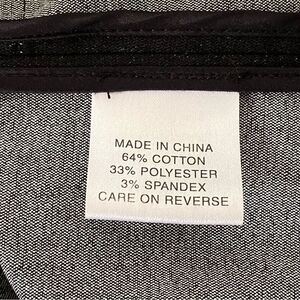 MADE IN CHINA
64% COTTON
33% POLYESTER
3% SPANDEX
CARE ON REVERSE